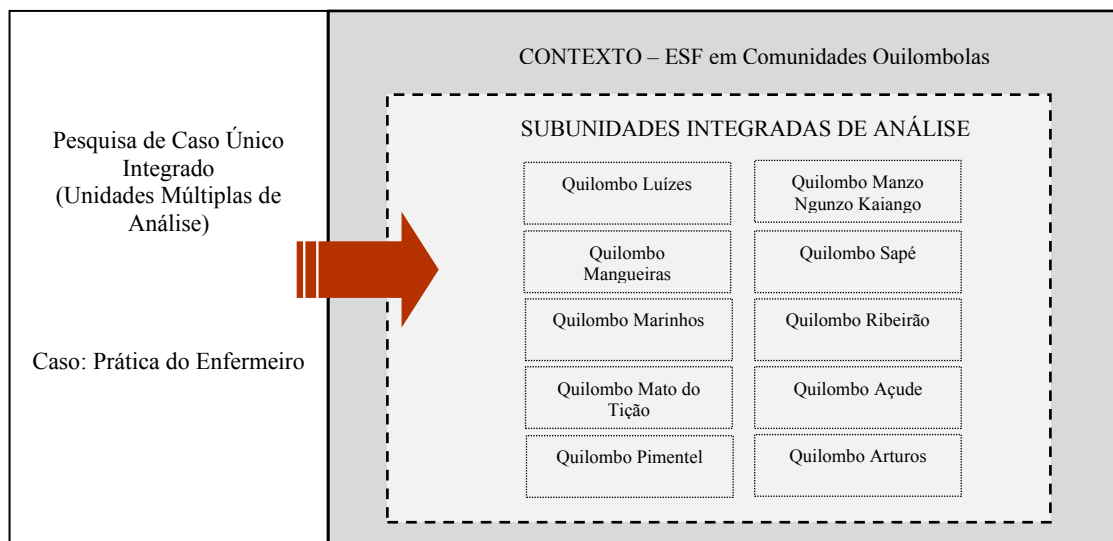 Pesquisa de Caso Único
Integrado
(Unidades Múltiplas de
Análise)
Caso: Prática do Enfermeiro
CONTEXTO – ESF em Comunidades Ouilombolas
SUBUNIDADES INTEGRADAS DE ANÁLISE
Quilombo Luízes
Quilombo Manzo
Ngunzo Kaiango
Quilombo
Mangueiras
Quilombo Sapé
Quilombo Marinhos
Quilombo Ribeirão
Quilombo Mato do
Tição
Quilombo Açude
Quilombo Pimentel
Quilombo Arturos